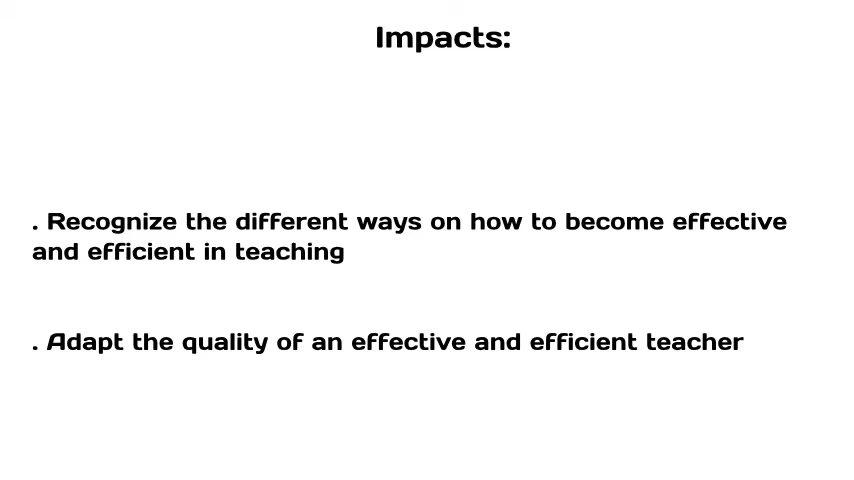 Impacts:
. Recognize the different ways on how to become effective
and efficient in teaching
. Adapt the quality of an effective and efficient teacher